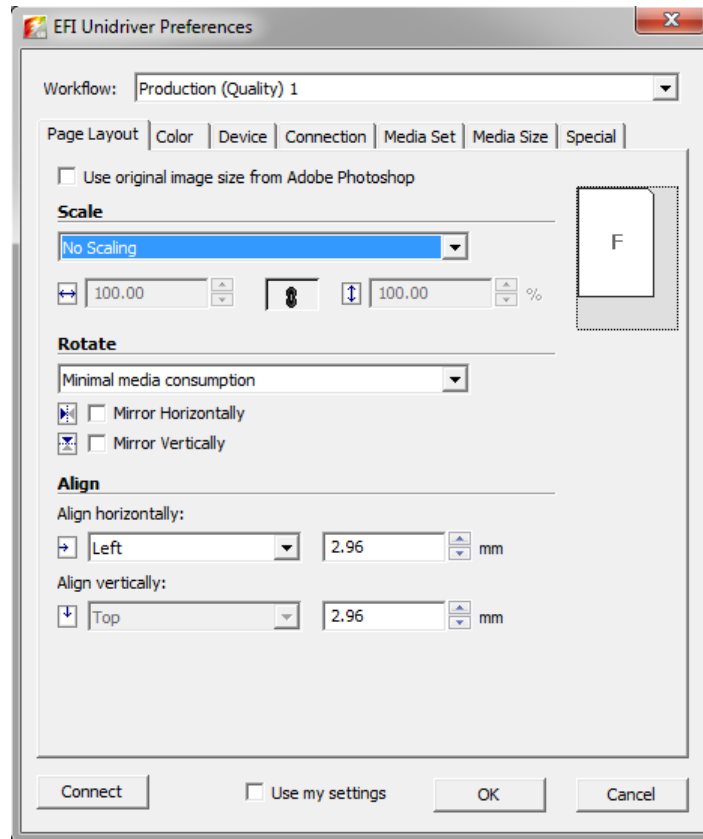 EFI Unidriver Preferences
Workflow: Production (Quality) 1
Page Layout Color Device Connection Media Set Media Size Special
Use original image size from Adobe Photoshop
Scale
No Scaling
F
100.00 100.00 %
Rotate
Minimal media consumption
Mirror Horizontally
Mirror Vertically
Align
Align horizontally:
Left 2.96 mm
Align vertically:
Top 2.96 mm
Connect Use my settings OK Cancel